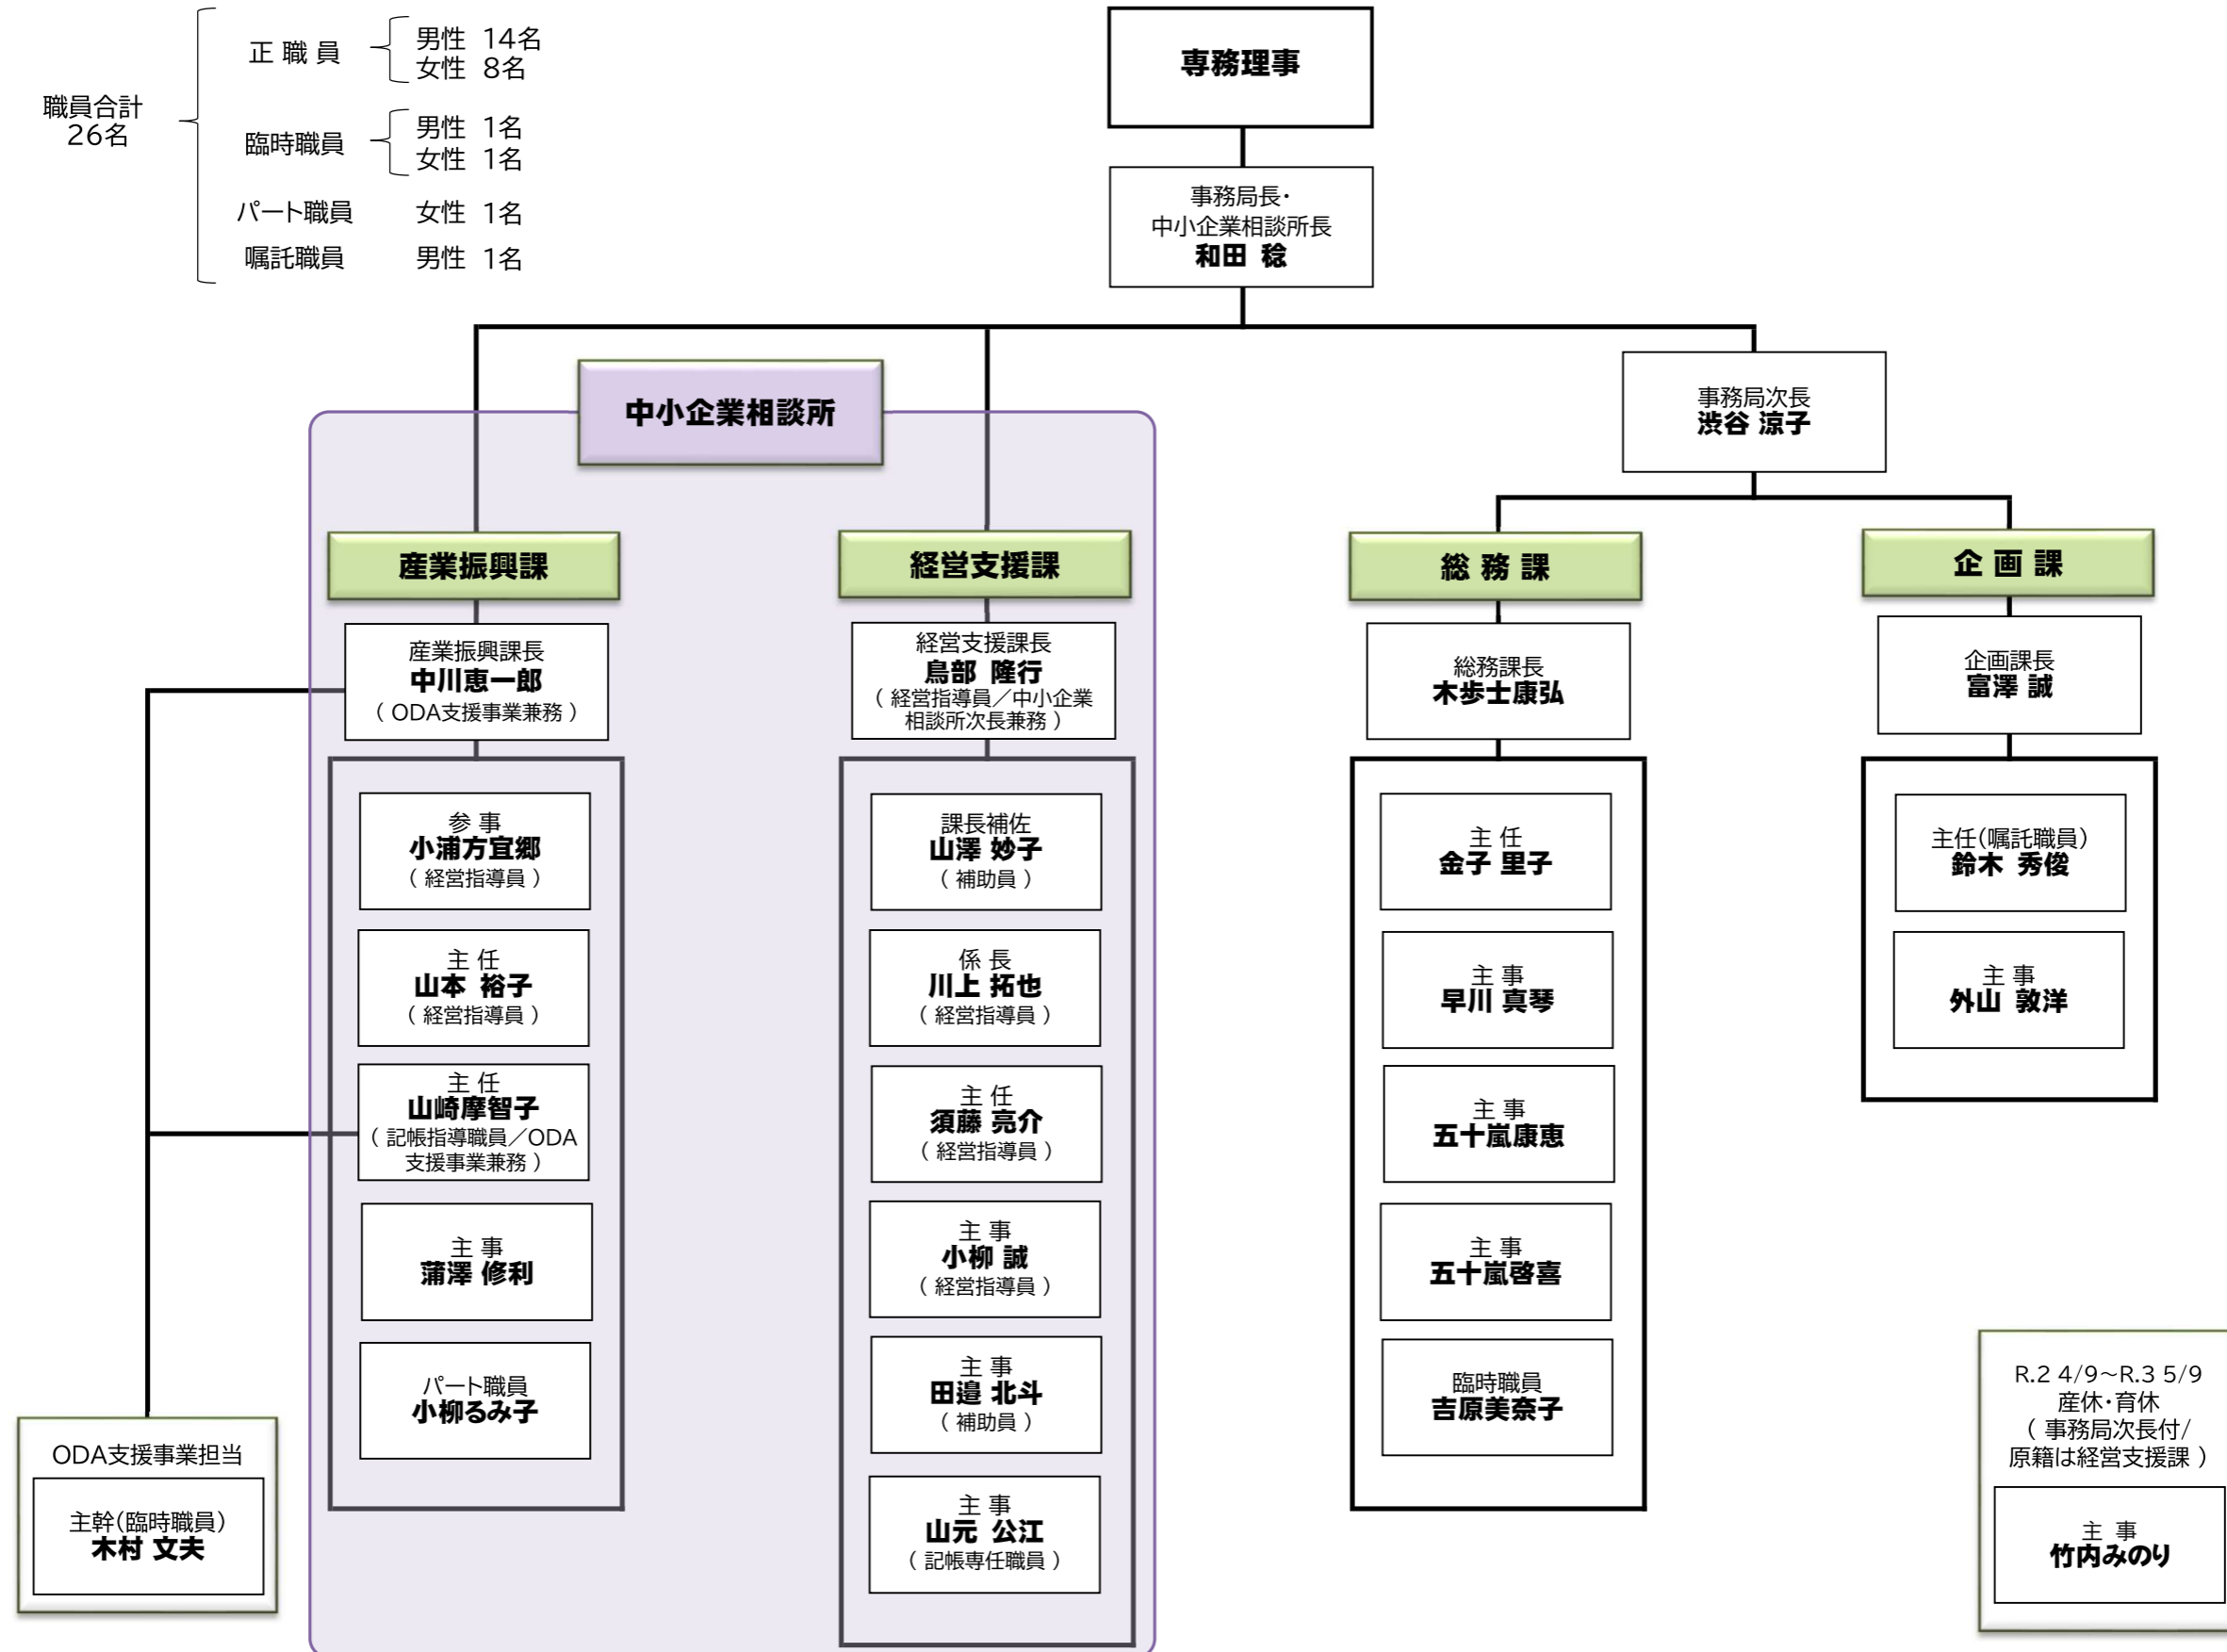 職員合計
26名
正 職 員
男性 14名
女性 8名
臨時職員
男性 1名
女性 1名
パート職員 女性 1名
嘱託職員 男性 1名
専務理事
事務局長・
中小企業相談所長
和田 稔
中小企業相談所
事務局次長
渋谷 涼子
産業振興課
産業振興課長
中川恵一郎
（ ODA支援事業兼務 ）
参 事
小浦方宜郷
（ 経営指導員 ）
主 任
山本 裕子
（ 経営指導員 ）
主 任
山崎摩智子
（ 記帳指導職員／ODA
支援事業兼務 ）
主 事
蒲澤 修利
パート職員
小柳るみ子
ODA支援事業担当
主幹（臨時職員）
木村 文夫
経営支援課
経営支援課長
鳥部 隆行
（ 経営指導員／中小企業
相談所次長兼務 ）
課長補佐
山澤 妙子
（ 補助員 ）
係 長
川上 拓也
（ 経営指導員 ）
主 任
須藤 亮介
（ 経営指導員 ）
主 事
小柳 誠
（ 経営指導員 ）
主 事
田邉 北斗
（ 補助員 ）
主 事
山元 公江
（ 記帳専任職員 ）
総 務 課
総務課長
木歩士康弘
主 任
金子 里子
主 事
早川 真琴
主 事
五十嵐康恵
主 事
五十嵐啓喜
臨時職員
吉原美奈子
企 画 課
企画課長
富澤 誠
主任（嘱託職員）
鈴木 秀俊
主 事
外山 敦洋
R.2 4/9～R.3 5/9
産休・育休
（ 事務局次長付/
原籍は経営支援課 ）
主 事
竹内みのり